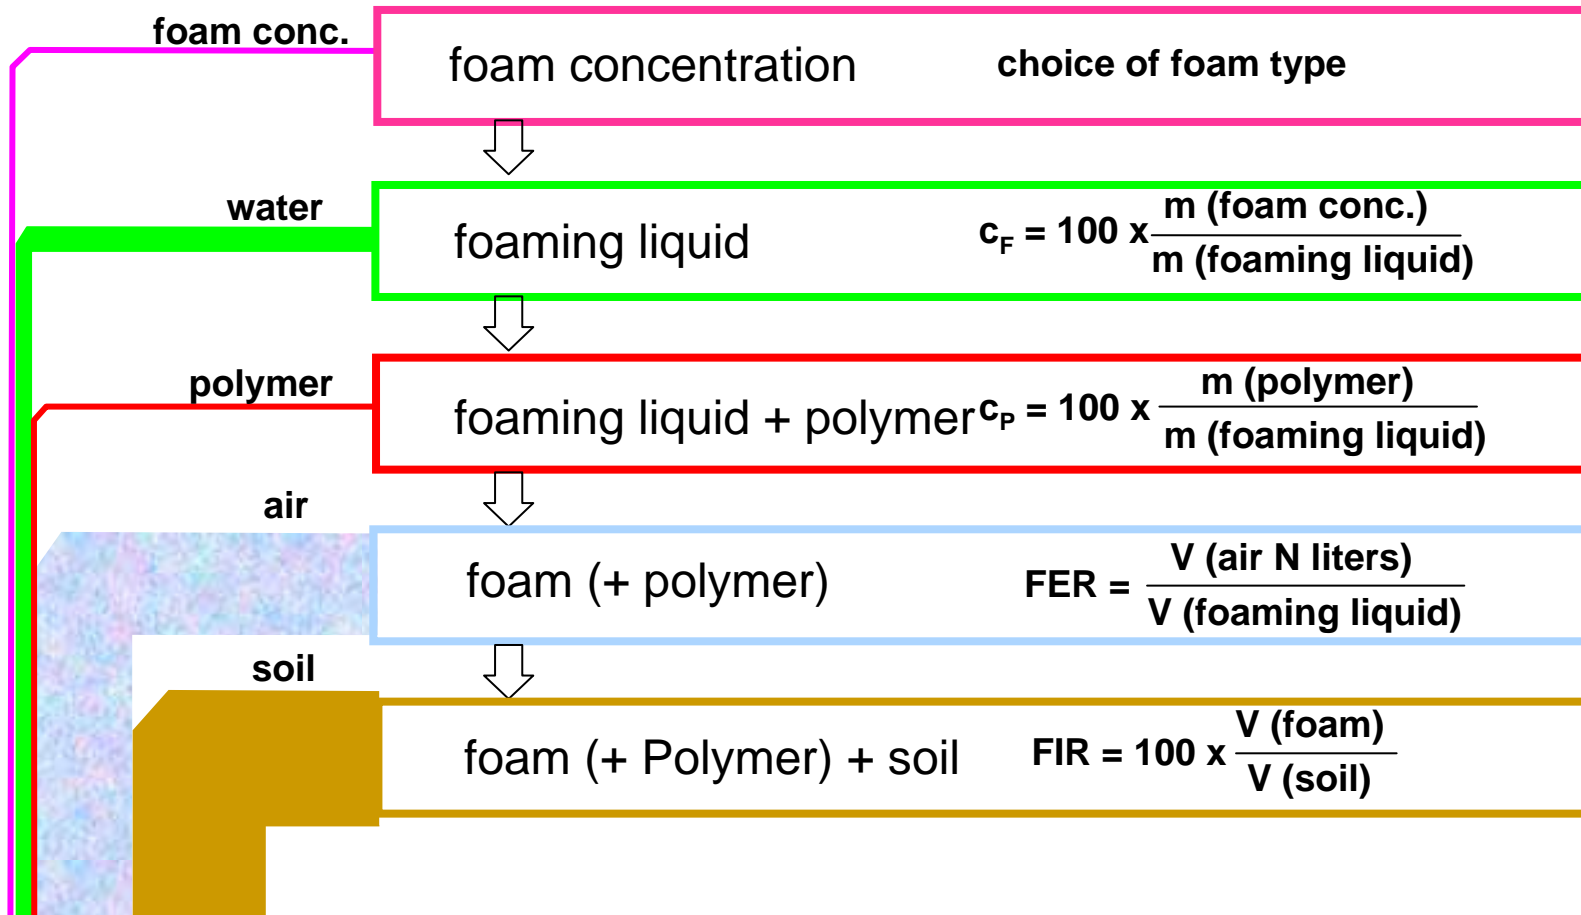 foam conc.
foam concentration choice of foam type
water
foaming liquid c_F = 100 x m (foam conc.) / m (foaming liquid)
polymer
foaming liquid + polymer c_P = 100 x m (polymer) / m (foaming liquid)
air
foam (+ polymer) FER = V (air N liters) / V (foaming liquid)
soil
foam (+ Polymer) + soil FIR = 100 x V (foam) / V (soil)